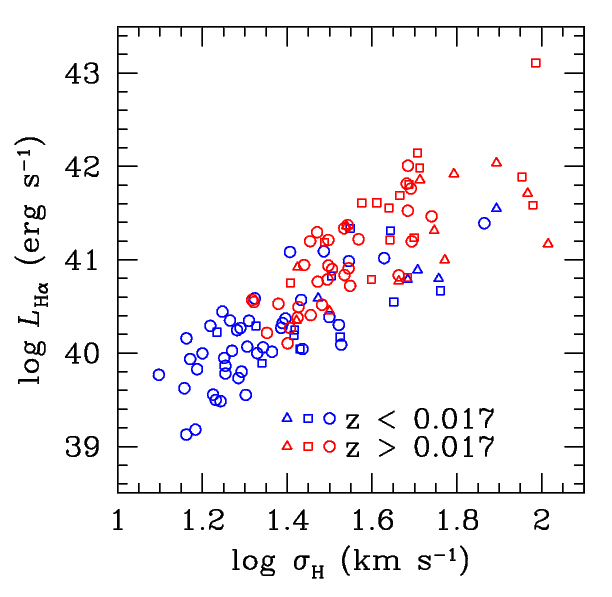 log L_Hα (erg s⁻¹)
43
42
41
40
39
z < 0.017
z > 0.017
1 1.2 1.4 1.6 1.8 2
log σ_H (km s⁻¹)